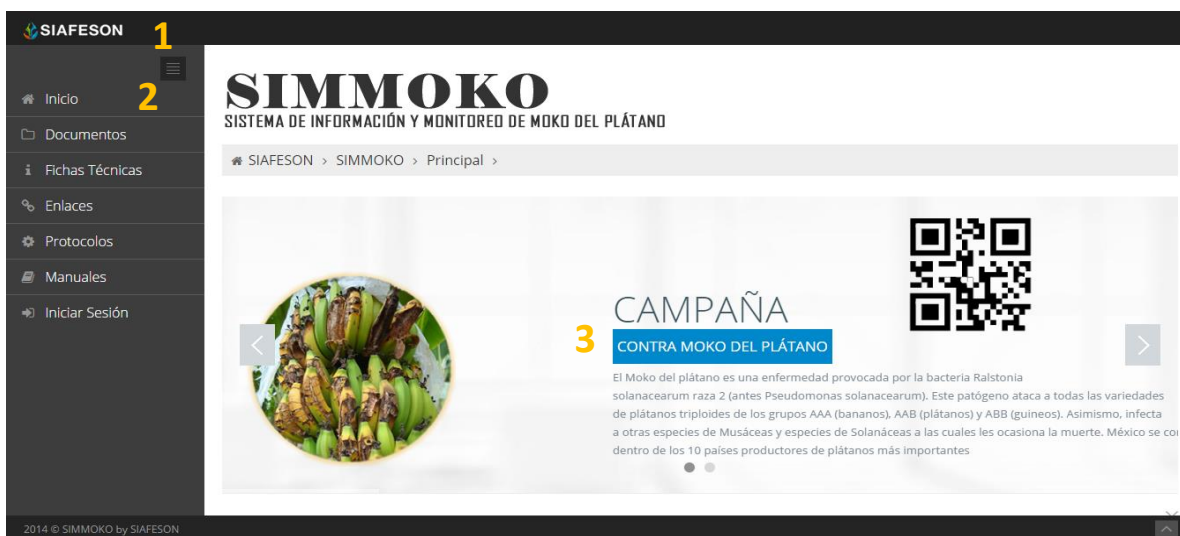 SIAFESON
1
2
Inicio
Documentos
Fichas Técnicas
Enlaces
Protocolos
Manuales
Iniciar Sesión
SIMMOKO
SISTEMA DE INFORMACIÓN Y MONITOREO DE MOKO DEL PLÁTANO
SIAFESON > SIMMOKO > Principal >
CAMPAÑA
3
CONTRA MOKO DEL PLÁTANO
El Moko del plátano es una enfermedad provocada por la bacteria Ralstonia
solanacearum raza 2 (antes Pseudomonas solanacearum). Este patógeno ataca a todas las variedades
de plátanos triploides de los grupos AAA (bananos), AAB (plátanos) y ABB (guineos). Asimismo, infecta
a otras especies de Musáceas y especies de Solanáceas a las cuales les ocasiona la muerte. México se
dentro de los 10 países productores de plátanos más importantes
2014 © SIMMOKO by SIAFESON